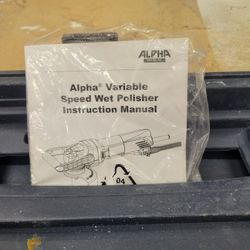 ALPHA
Alpha® Variable
Speed Wet Polisher
Instruction Manual
04